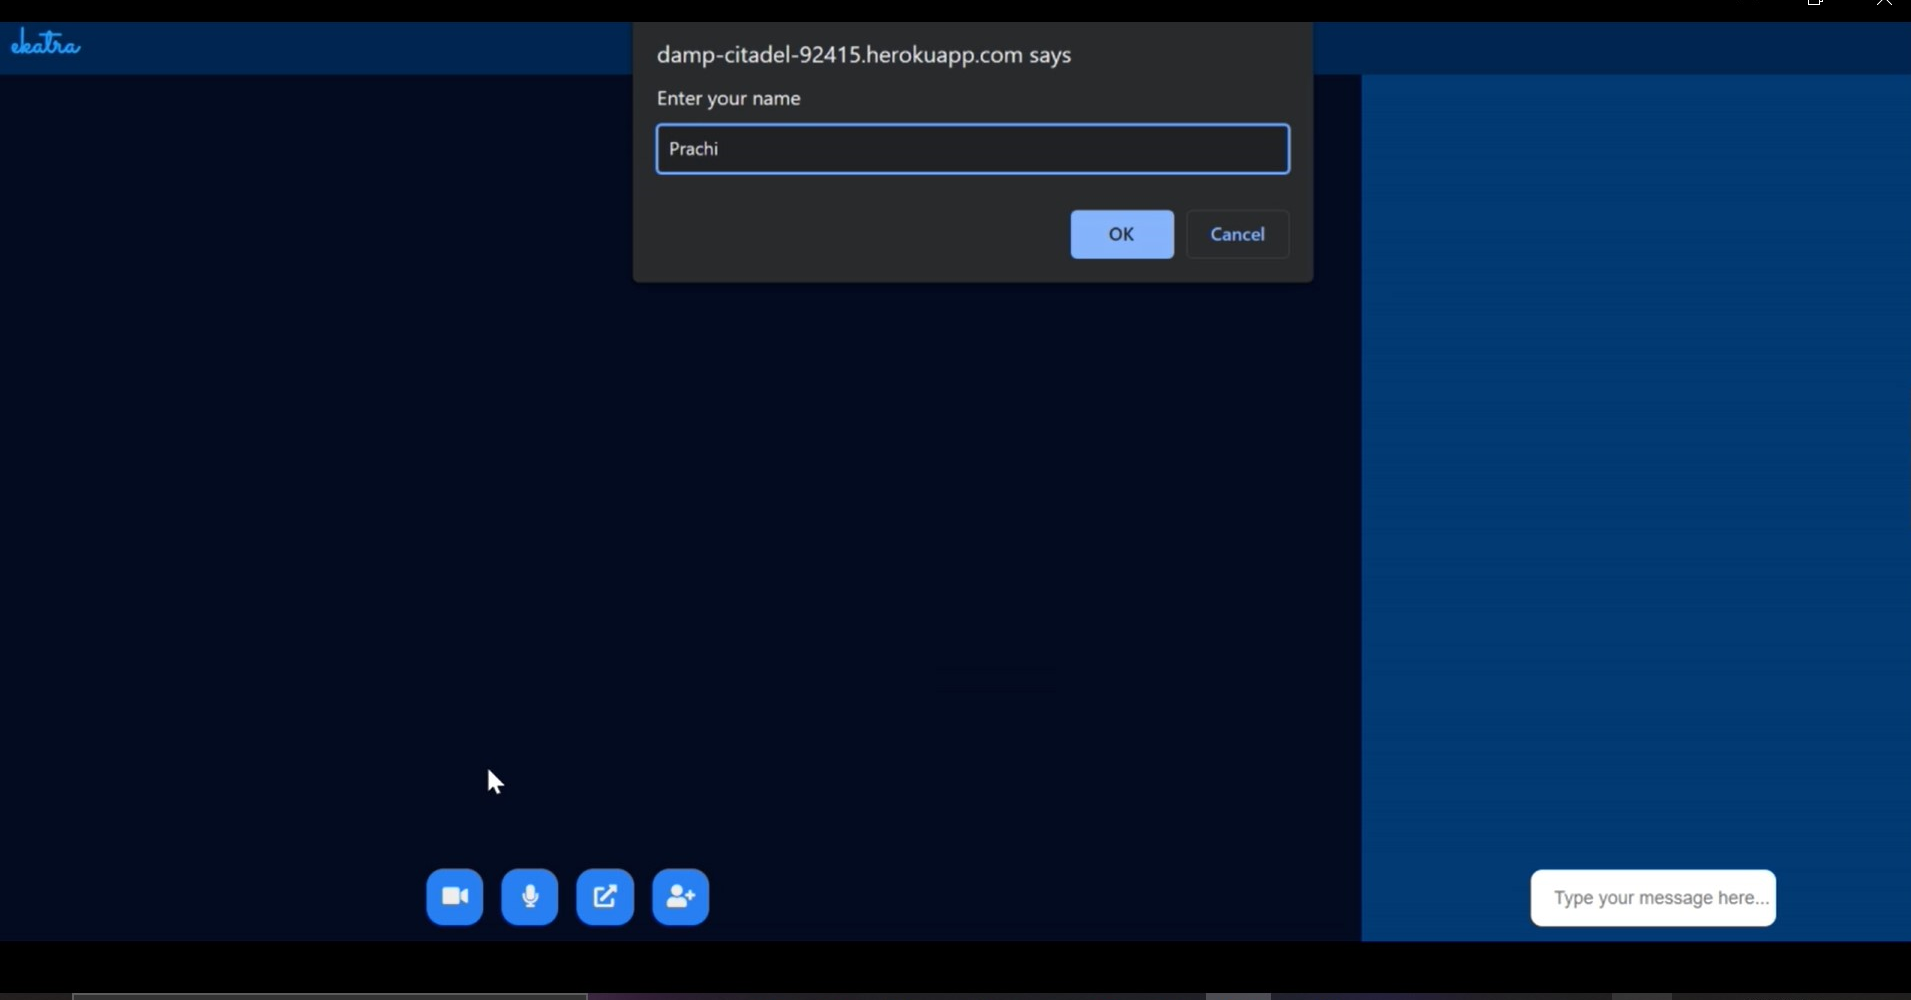 ekatra
damp-citadel-92415.herokuapp.com says
Enter your name
Prachi
OK
Cancel
Type your message here...